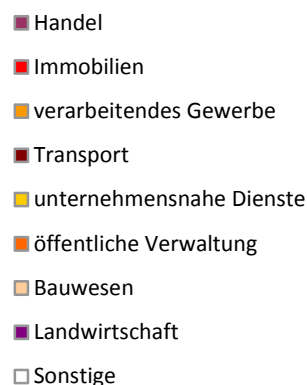 Handel
Immobilien
verarbeitendes Gewerbe
Transport
unternehmensnahe Dienste
öffentliche Verwaltung
Bauwesen
Landwirtschaft
Sonstige